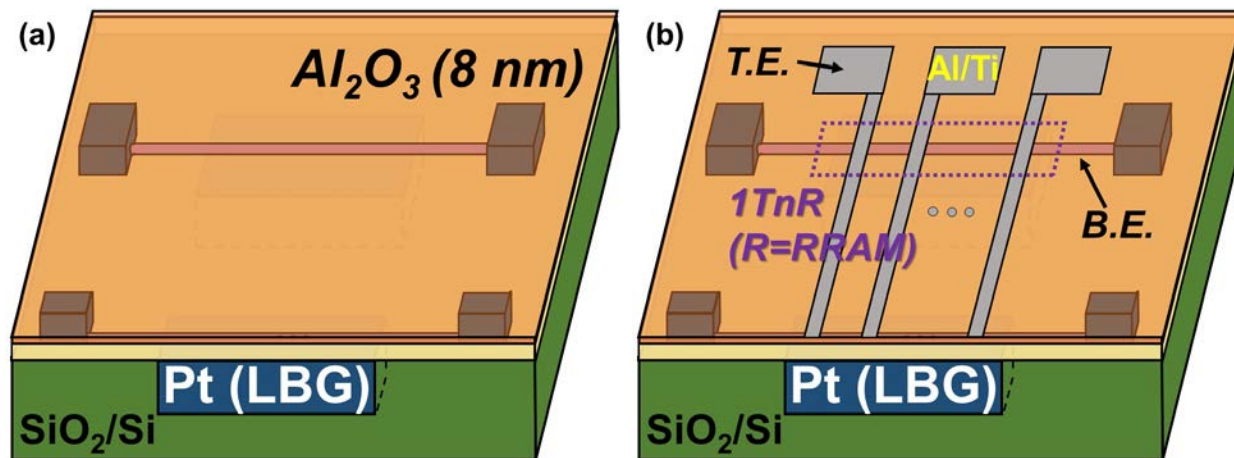 (a)
Al₂O₃ (8 nm)
Pt (LBG)
SiO₂/Si
(b)
T.E.
Al/Ti
1TnR
(R=RRAM)
B.E.
Pt (LBG)
SiO₂/Si